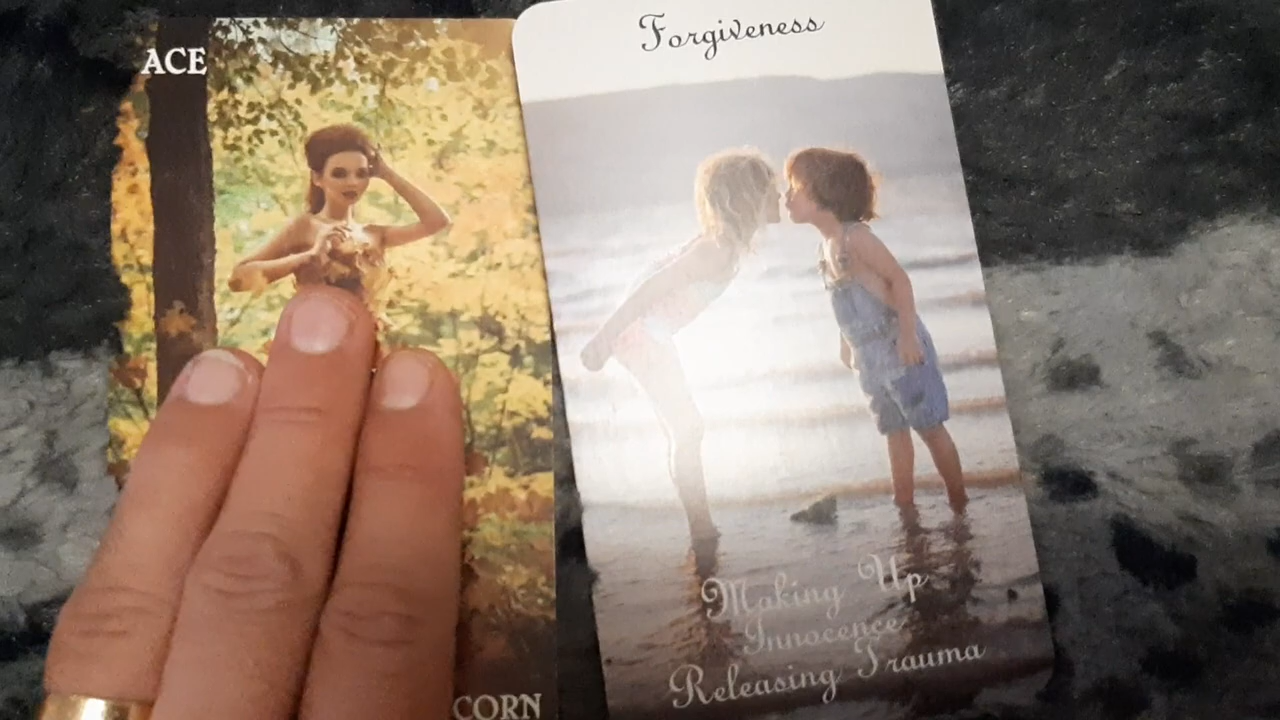 ACE
CORN
Forgiveness
Making Up
Innocence
Releasing Trauma